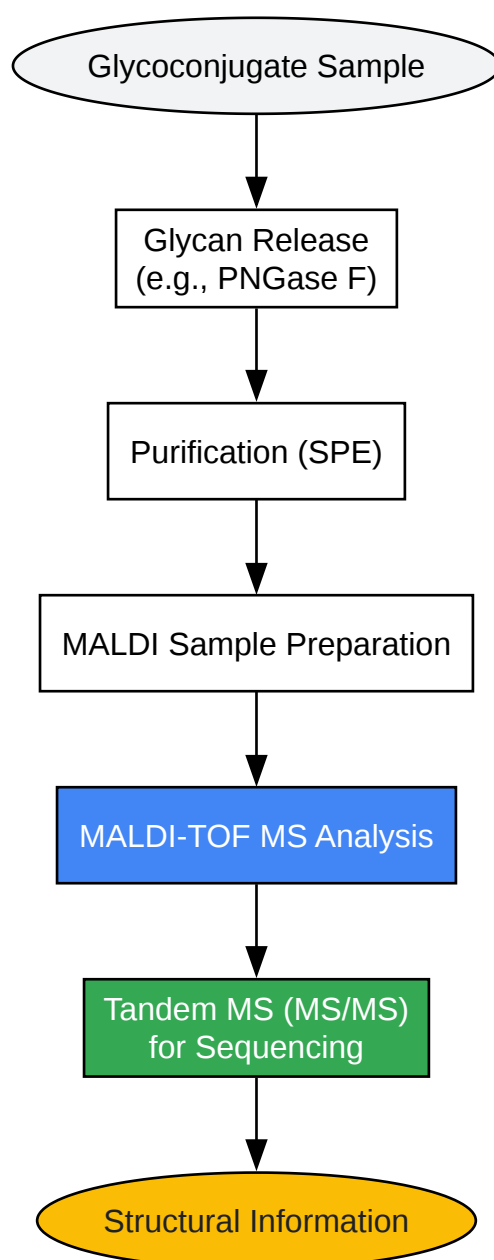 Glycoconjugate Sample
Glycan Release
(e.g., PNGase F)
Purification (SPE)
MALDI Sample Preparation
MALDI-TOF MS Analysis
Tandem MS (MS/MS)
for Sequencing
Structural Information